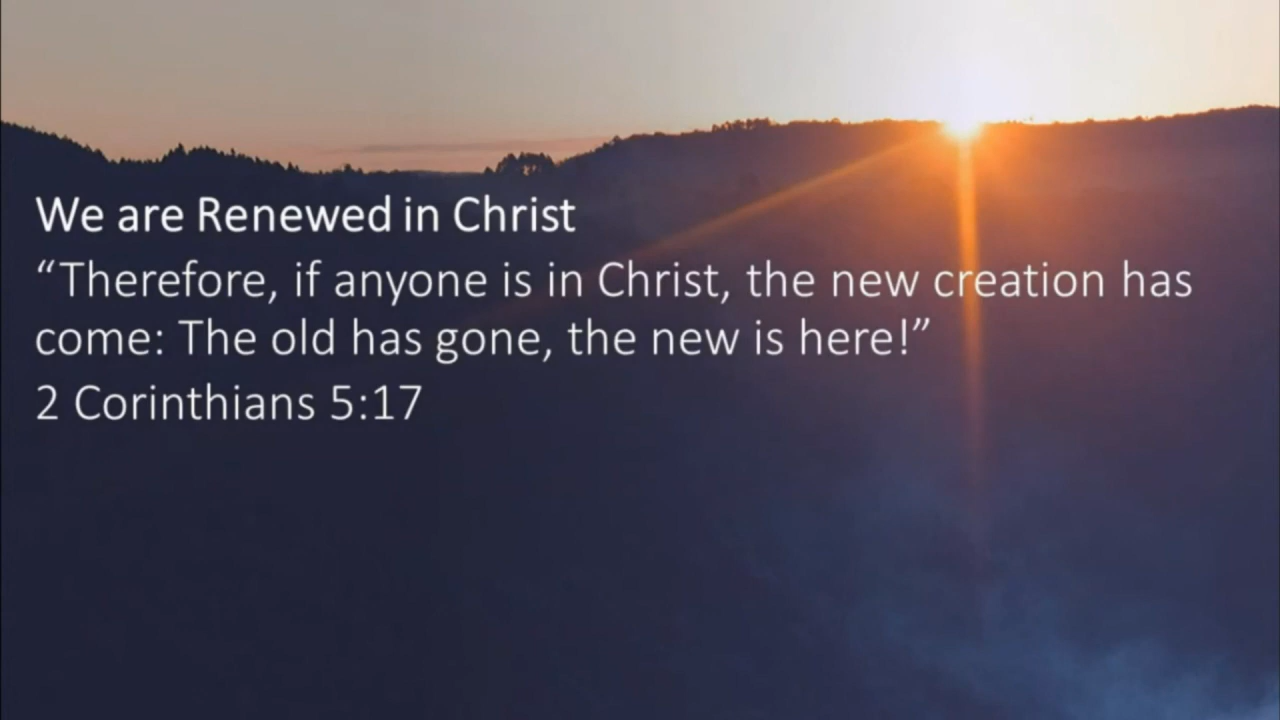 We are Renewed in Christ
“Therefore, if anyone is in Christ, the new creation has
come: The old has gone, the new is here!”
2 Corinthians 5:17